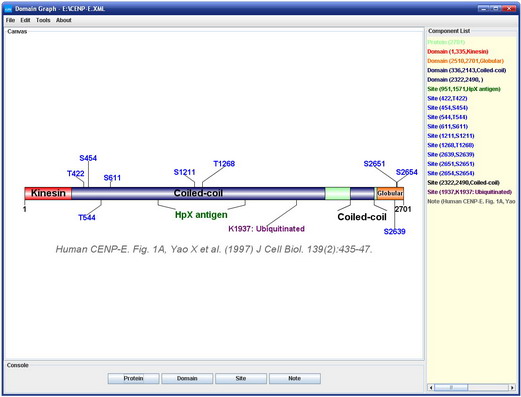 Domain Graph - E:\CENP-E.XML
File Edit Tools About
Canvas
Component List
Protein (2701)
Domain (1,335,Kinesin)
Domain (2510,2701,Globular)
Domain (336,2143,Coiled-coil)
Domain (2322,2490, )
Site (951,1571,HpX antigen)
Site (422,T422)
Site (454,S454)
Site (544,T544)
Site (611,S611)
Site (1211,S1211)
Site (1268,T1268)
Site (2639,S2639)
Site (2651,S2651)
Site (2654,S2654)
Site (2322,2490,Coiled-coil)
Site (1937,K1937: Ubiquitinated)
Note (Human CENP-E. Fig. 1A, Yao
S454
T422
S611
S1211
T1268
S2651
S2654
Kinesin
Coiled-coil
Globular
1
2701
T544
HpX antigen
Coiled-coil
K1937: Ubiquitinated
S2639
Human CENP-E. Fig. 1A, Yao X et al. (1997) J Cell Biol. 139(2):435-47.
Console
Protein
Domain
Site
Note